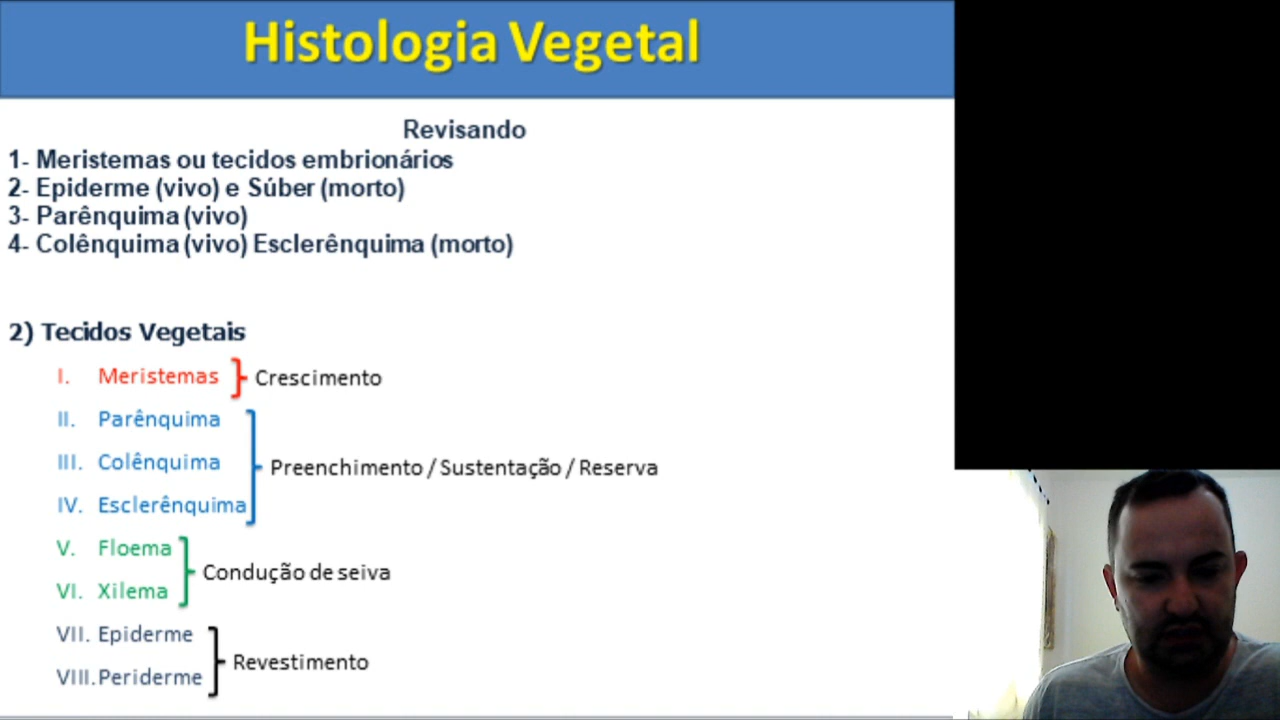 Histologia Vegetal
Revisando
1- Meristemas ou tecidos embrionários
2- Epiderme (vivo) e Súber (morto)
3- Parênquima (vivo)
4- Colênquima (vivo) Esclerênquima (morto)
2) Tecidos Vegetais
I. Meristemas Crescimento
II. Parênquima
III. Colênquima Preenchimento / Sustentação / Reserva
IV. Esclerênquima
V. Floema
Condução de seiva
VI. Xilema
VII. Epiderme
Revestimento
VIII. Periderme